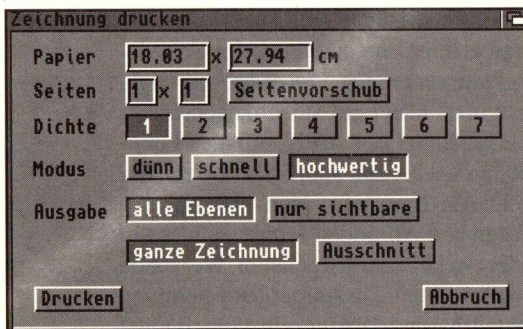 Zeichnung drucken
Papier 18.03 x 27.94 cm
Seiten 1 x 1 Seitenvorschub
Dichte 1 2 3 4 5 6 7
Modus dünn schnell hochwertig
Ausgabe alle Ebenen nur sichtbare
ganze Zeichnung Ausschnitt
Drucken Abbruch